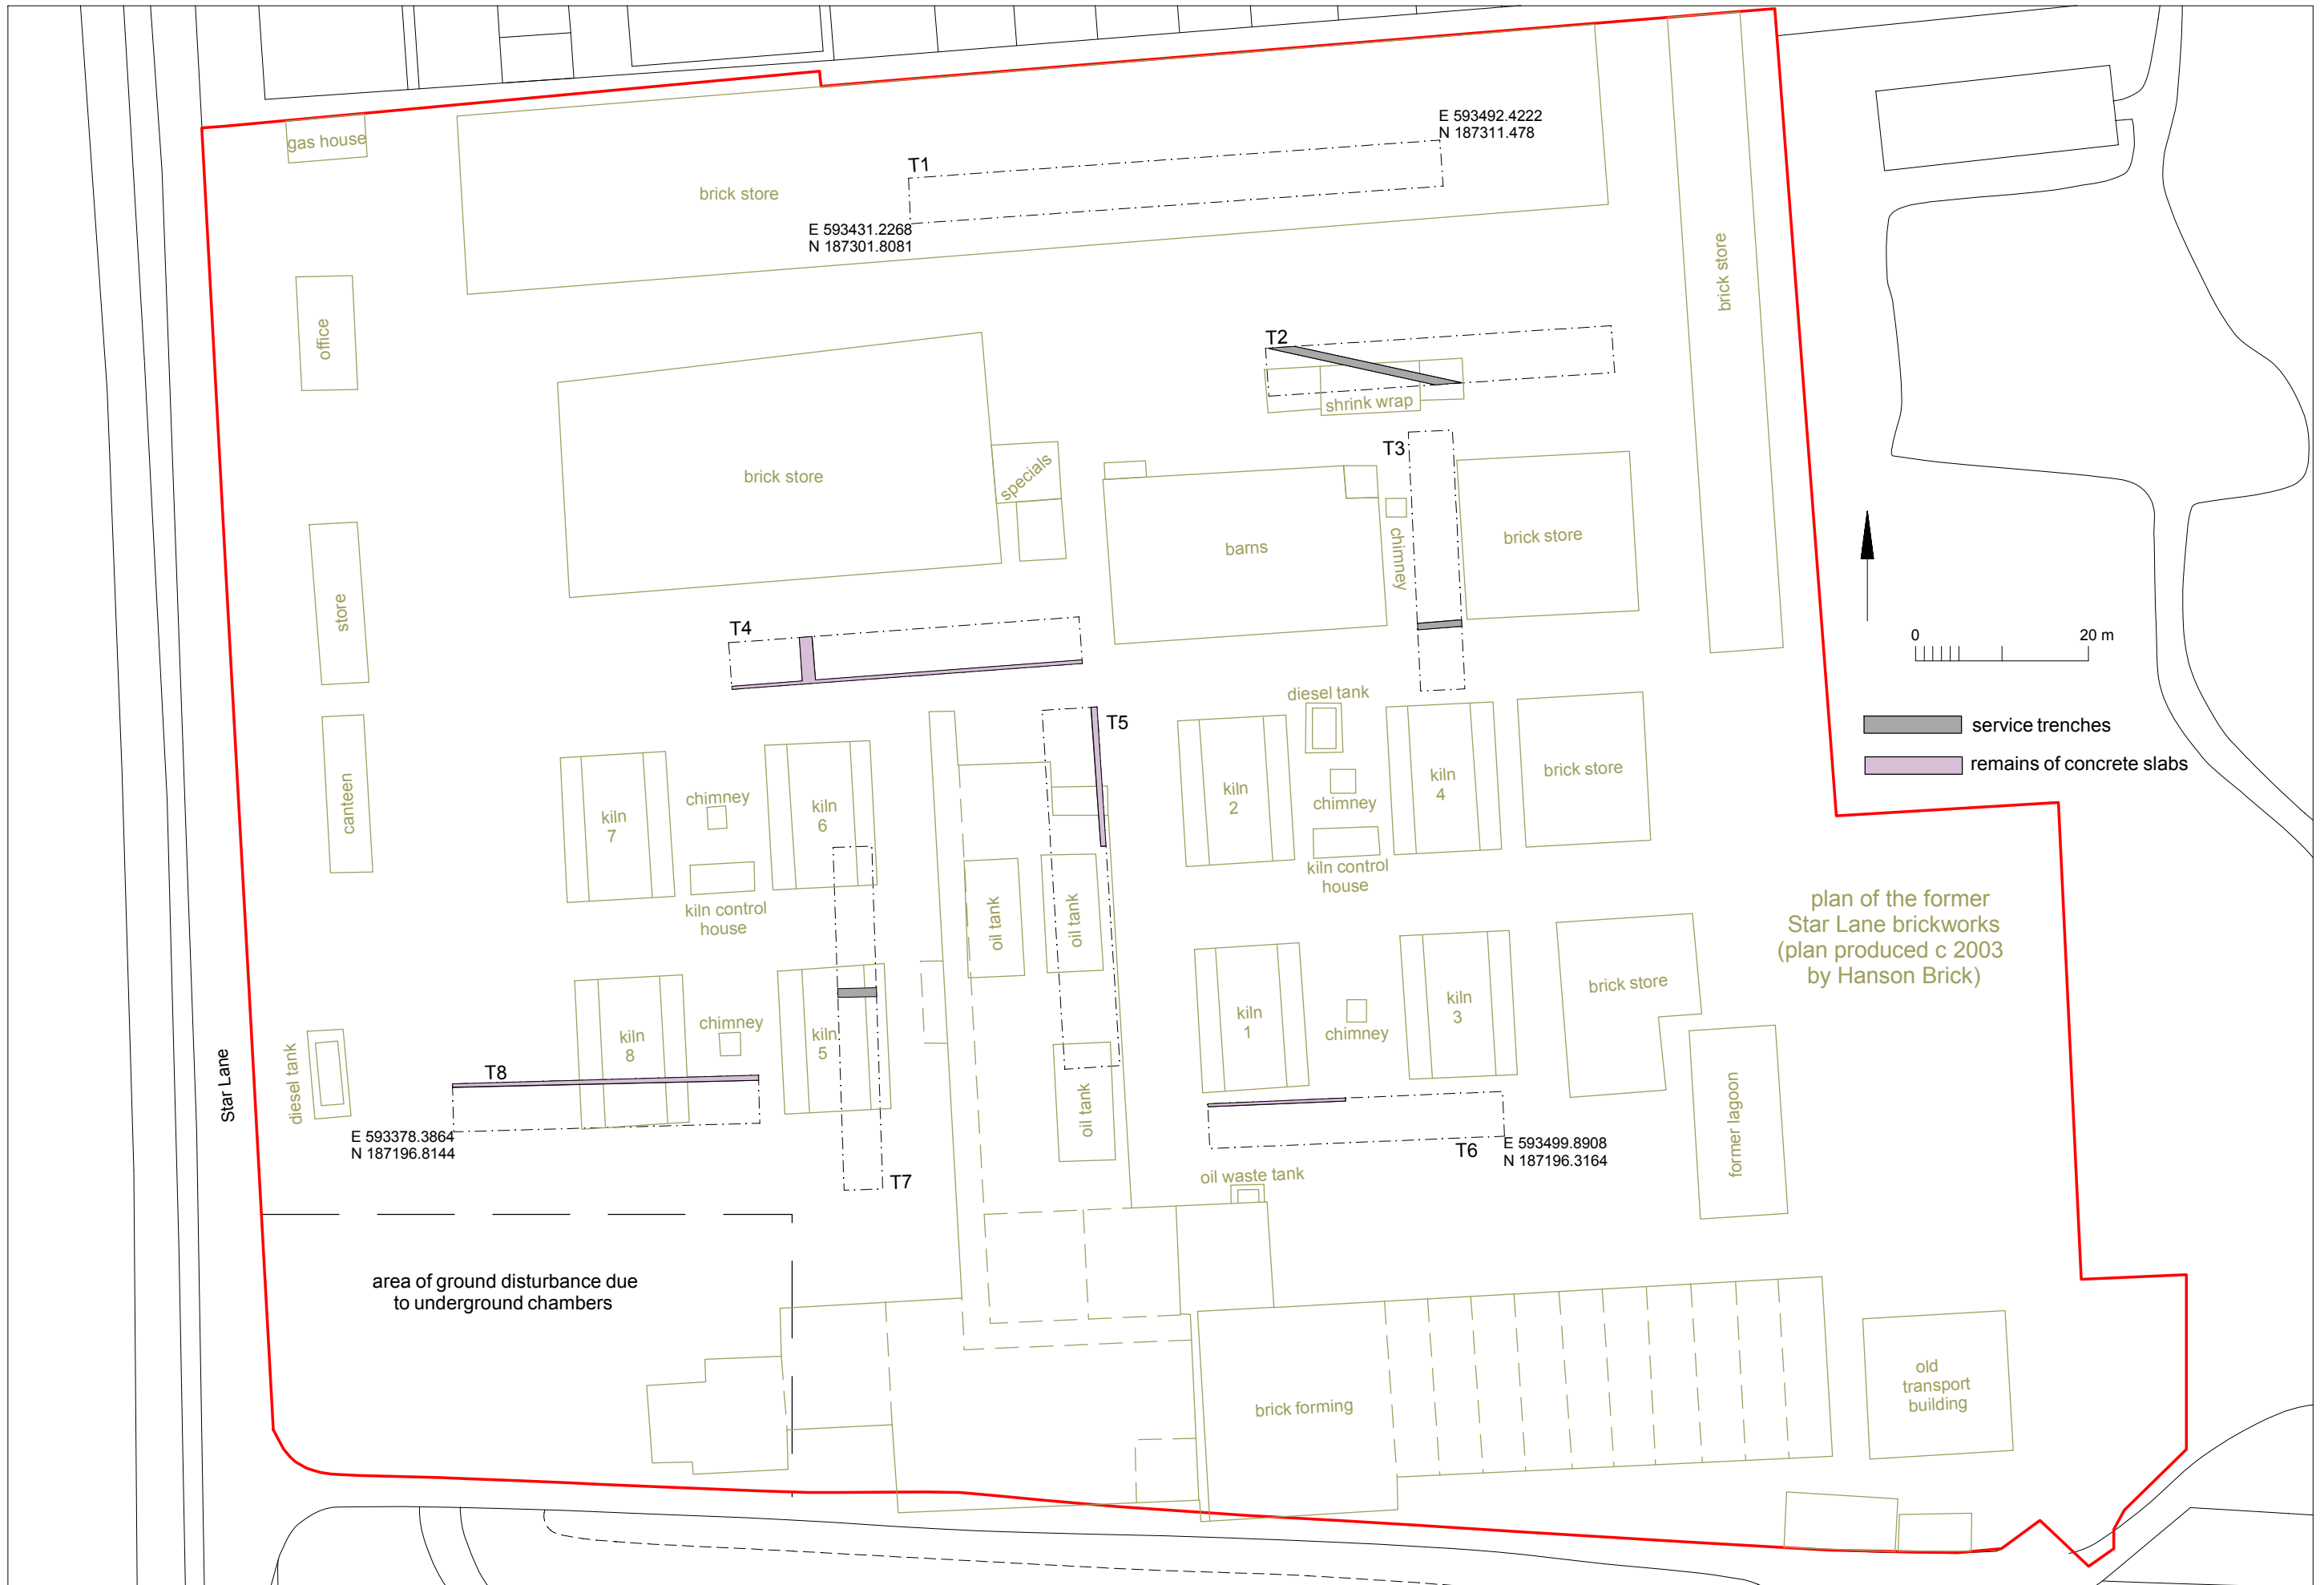 gas house
E 593492.4222
N 187311.478
T1
brick store
E 593431.2268
N 187301.8081
brick store
office
T2
shrink wrap
T3
specials
brick store
chimney
barns
brick store
store
T4
0 20 m
diesel tank
T5
service trenches
remains of concrete slabs
canteen
chimney
kiln
7
kiln
6
kiln
2
chimney
kiln
4
brick store
kiln control
house
kiln control
house
oil tank
oil tank
plan of the former
Star Lane brickworks
(plan produced c 2003
by Hanson Brick)
brick store
kiln
8
chimney
kiln
5
kiln
1
chimney
kiln
3
Star Lane
diesel tank
T8
oil tank
former lagoon
E 593378.3864
N 187196.8144
T6
E 593499.8908
N 187196.3164
T7
oil waste tank
area of ground disturbance due
to underground chambers
brick forming
old
transport
building